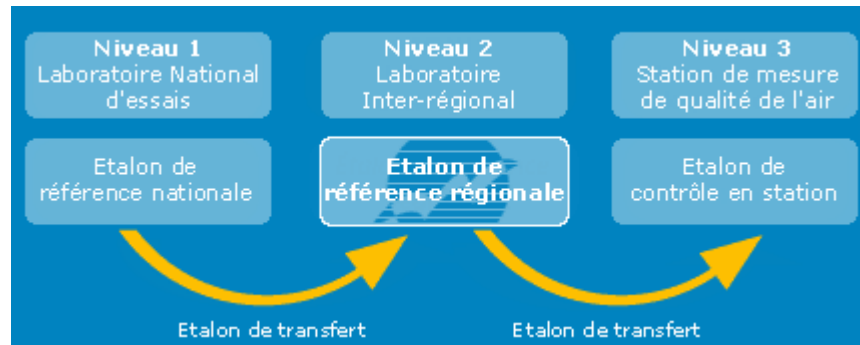 Niveau 1
Laboratoire National
d'essais
Niveau 2
Laboratoire
Inter-régional
Niveau 3
Station de mesure
de qualité de l'air
Etalon de
référence nationale
Etalon de
référence régionale
Etalon de
contrôle en station
Etalon de transfert
Etalon de transfert